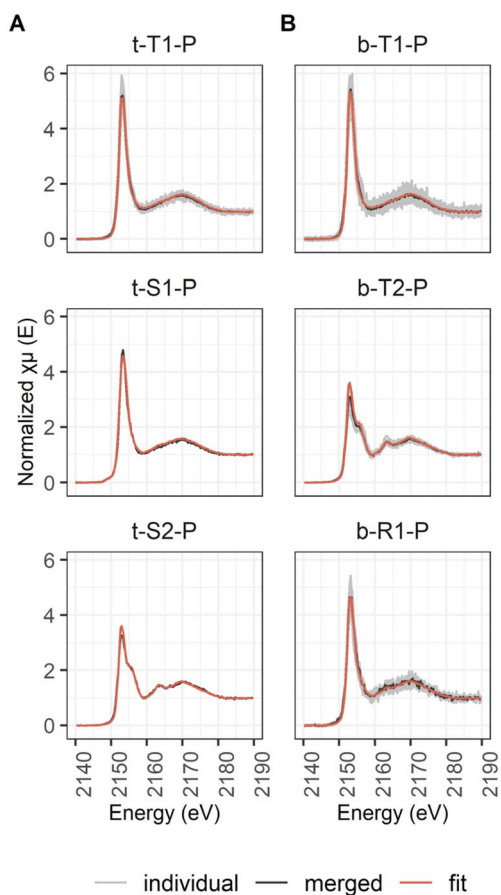 A
B
t-T1-P
b-T1-P
6
4
2
0
t-S1-P
b-T2-P
Normalized χμ (E)
6
4
2
0
t-S2-P
b-R1-P
6
4
2
0
2140 2150 2160 2170 2180 2190
2140 2150 2160 2170 2180 2190
Energy (eV)
Energy (eV)
individual merged fit